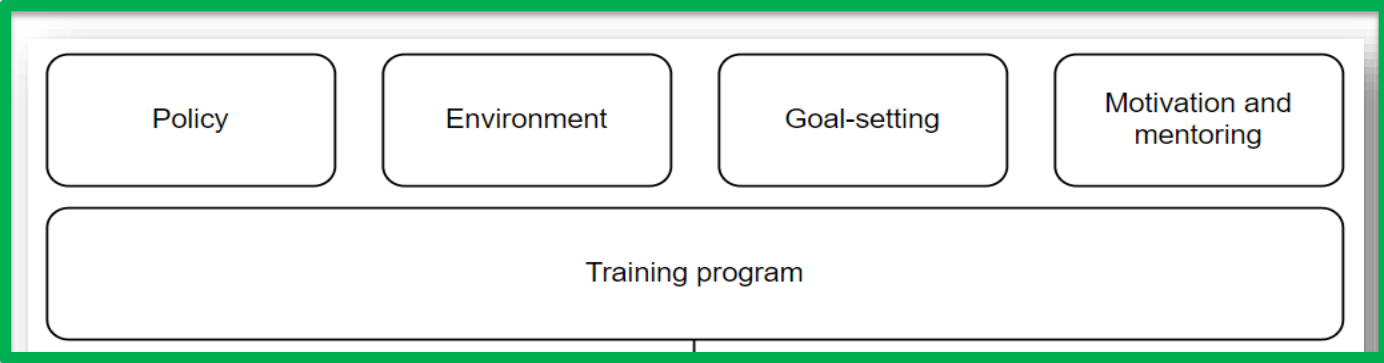 Policy
Environment
Goal-setting
Motivation and
mentoring
Training program